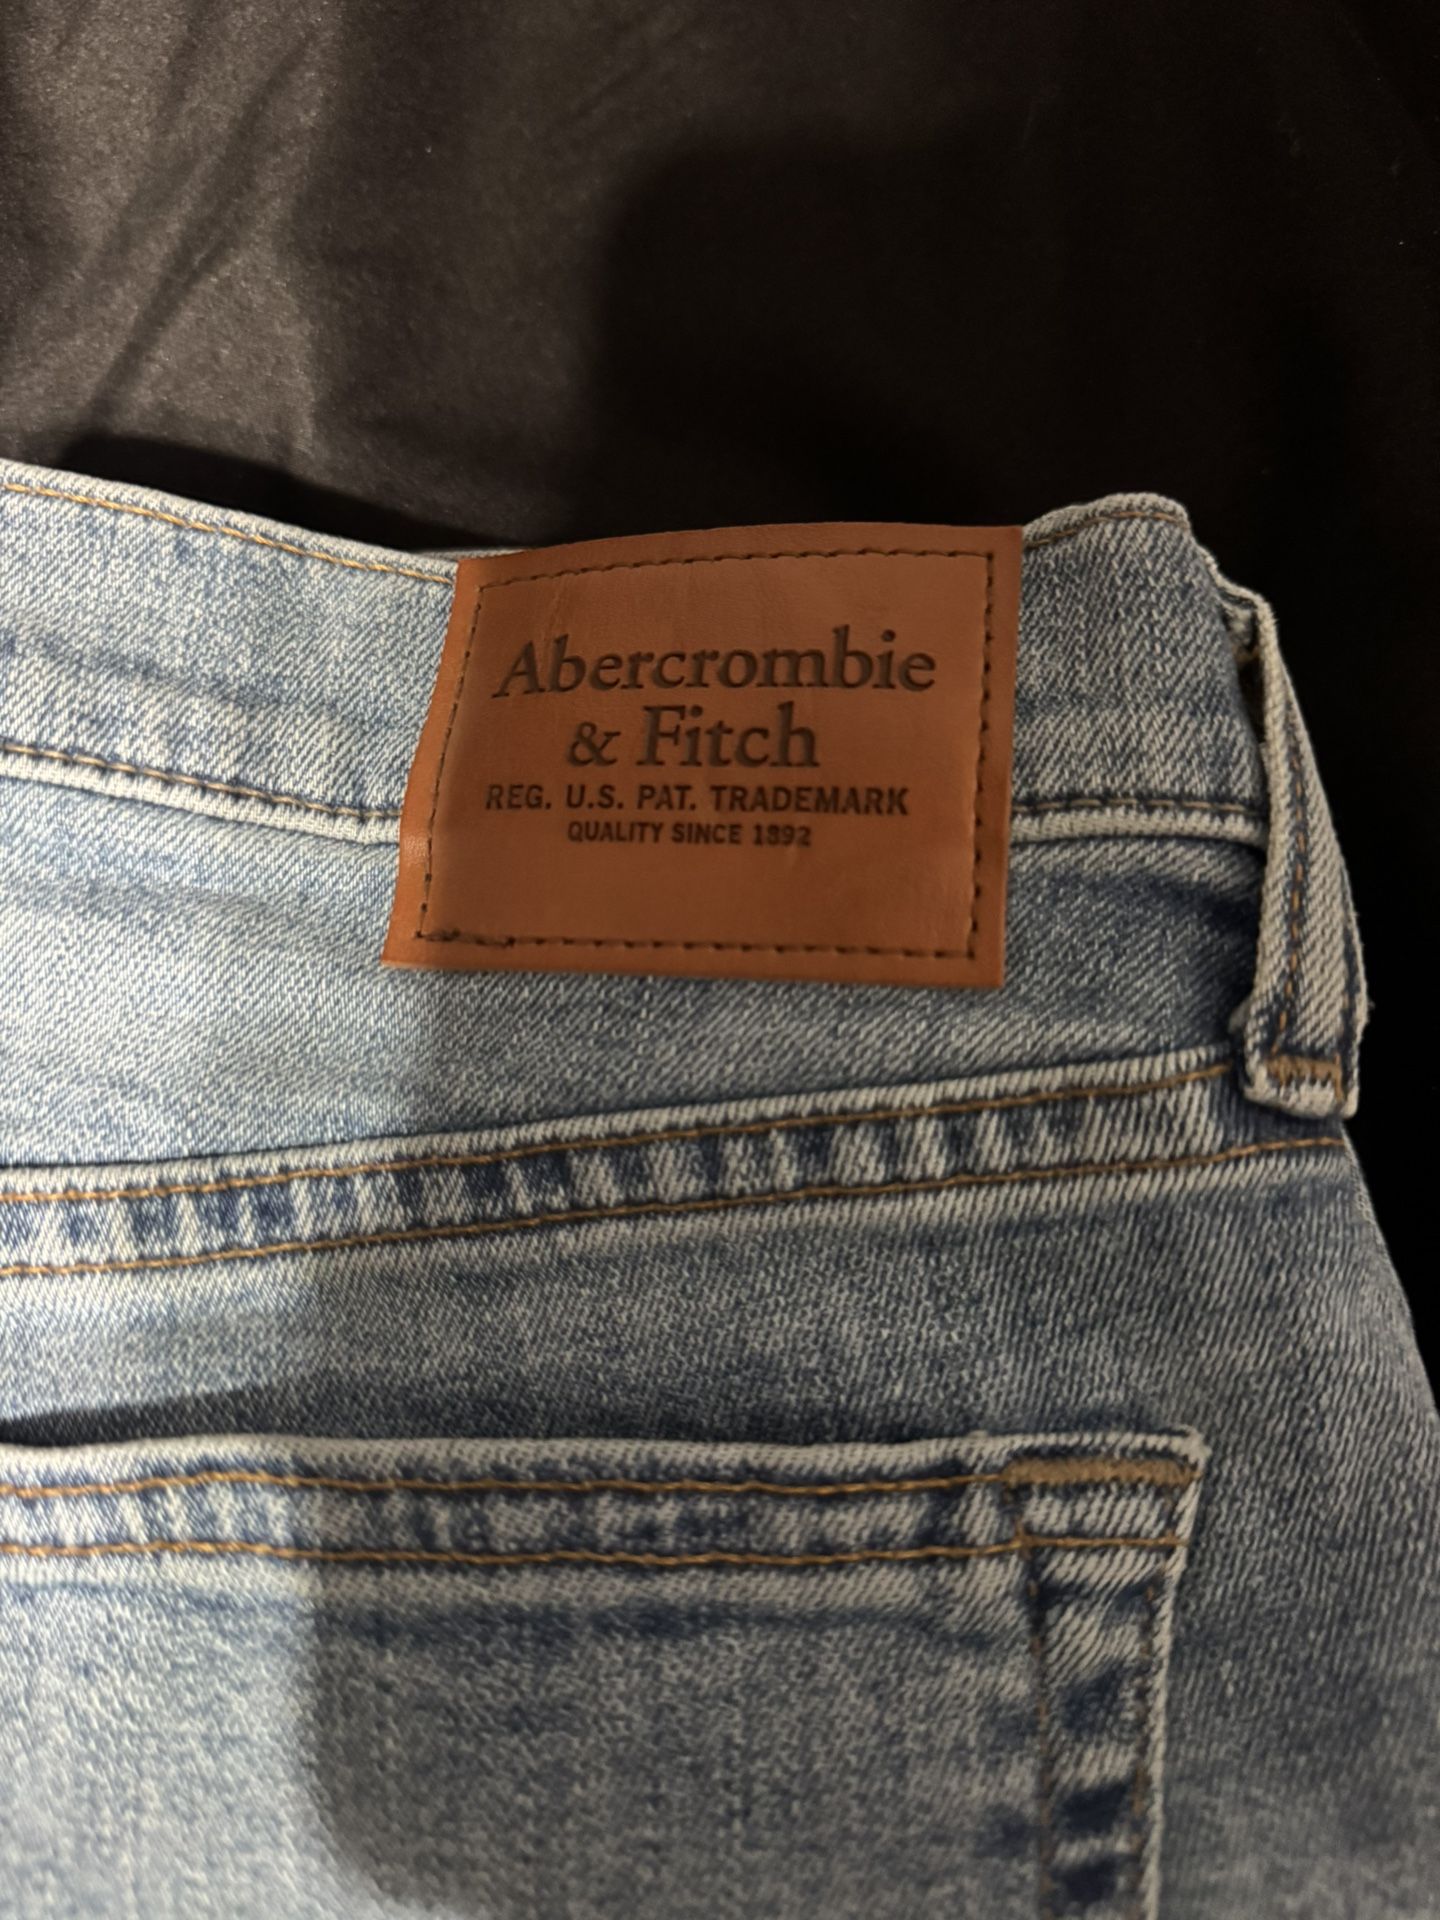 Abercrombie
& Fitch
REG. U.S. PAT. TRADEMARK
QUALITY SINCE 1892